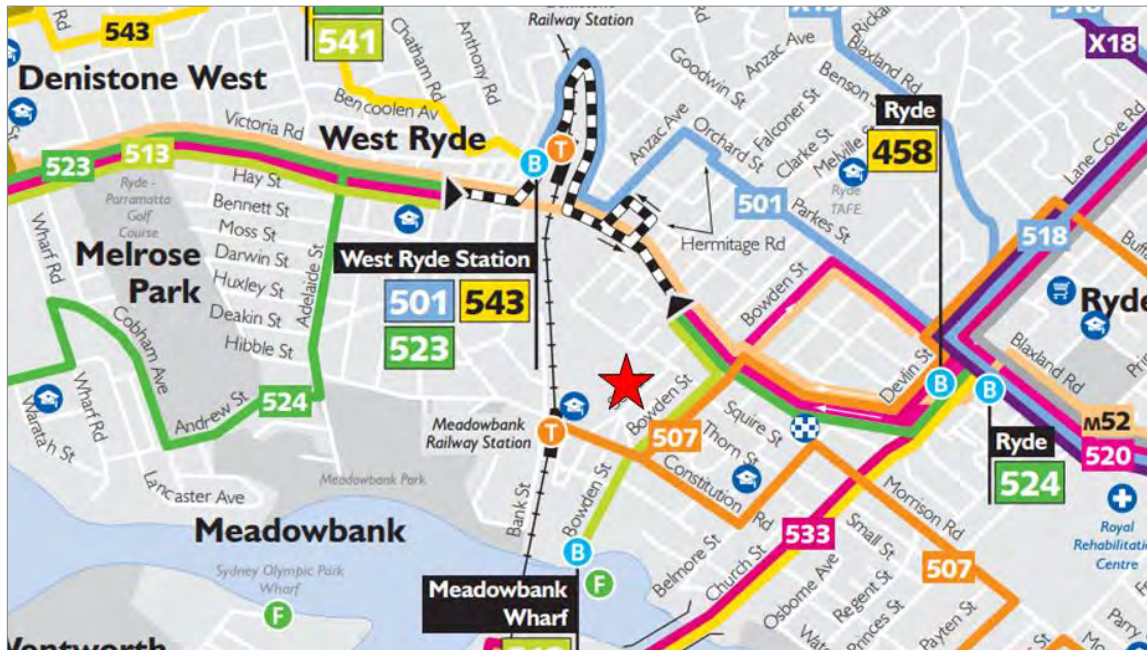 543
541
Railway Station
Anzac Ave
Blaxland Rd
X18
Denistone West
Chatham Rd
Anthony Rd
Goodwin St
Benson
Bencoolen Av
Falconer St
Ryde
458
Lane Cove Rd
Victoria Rd
West Ryde
B
T
Anzac Ave
Orchard St
Clarke St
Melville
523
513
Hay St
Ryde -
Parramatta
Golf
Course
Bennett St
Moss St
Darwin St
Huxley St
Deakin St
Hibble St
Adelaide St
Ryde
TAFE
501
Parkes St
518
Hermitage Rd
Wharf Rd
Melrose
Park
West Ryde Station
501
543
523
Bowden St
Ryde
Cobham Ave
Devlin St
Blaxland Rd
B
B
Bowden St
Squire St
524
Andrew St
Wharf Rd
Waratah St
Meadowbank
Railway Station
T
507
Thorn St
M52
520
Ryde
524
Lancaster Ave
Meadowbank Park
Bank St
Bowden St
Constitution Rd
Morrison Rd
Meadowbank
533
Small St
Royal
Rehabilitation
Centre
Sydney Olympic Park
Wharf
F
B
F
Belmore St
Church St
Osborne Ave
Regent St
Princes St
507
Payten St
Meadowbank
Wharf
Wentworth